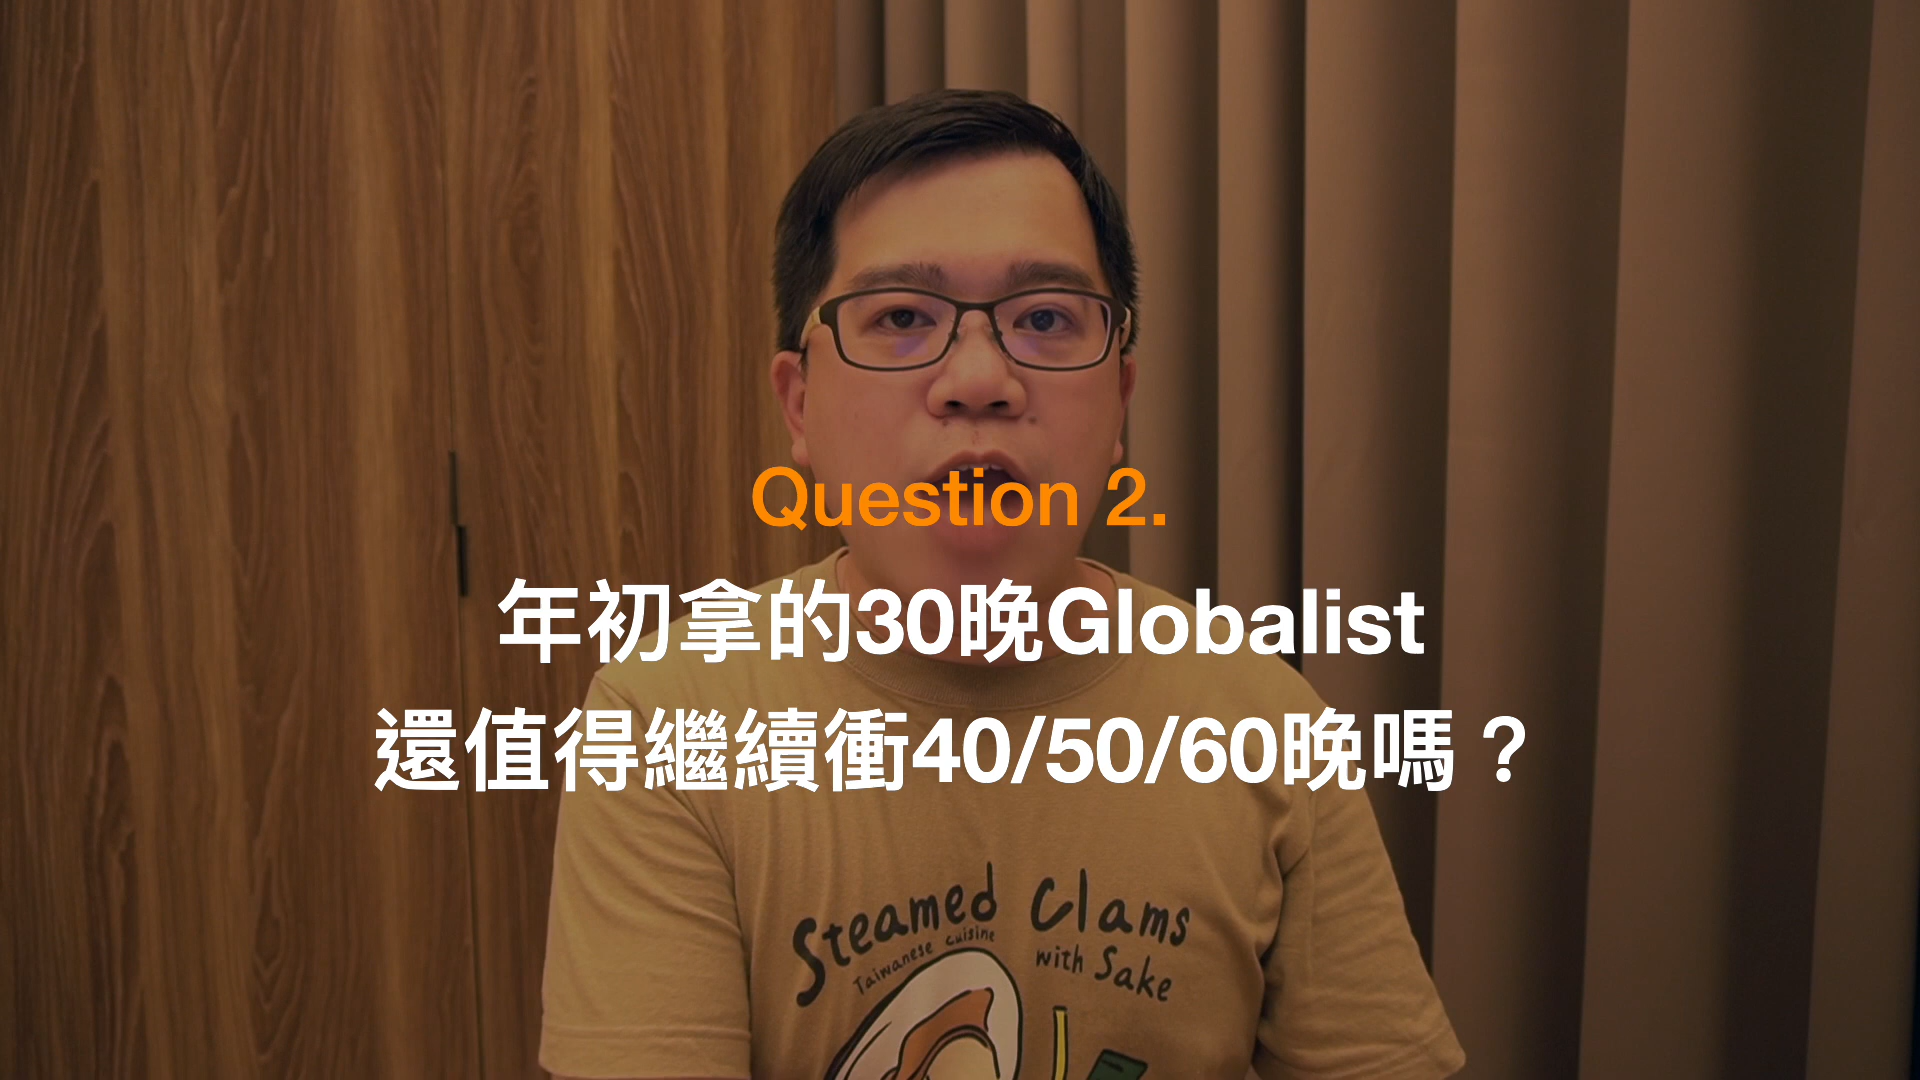 Question 2.
年初拿的30晚Globalist
還值得繼續衝40/50/60晚嗎？
Steamed Clams
Taiwanese Cuisine
with Sake